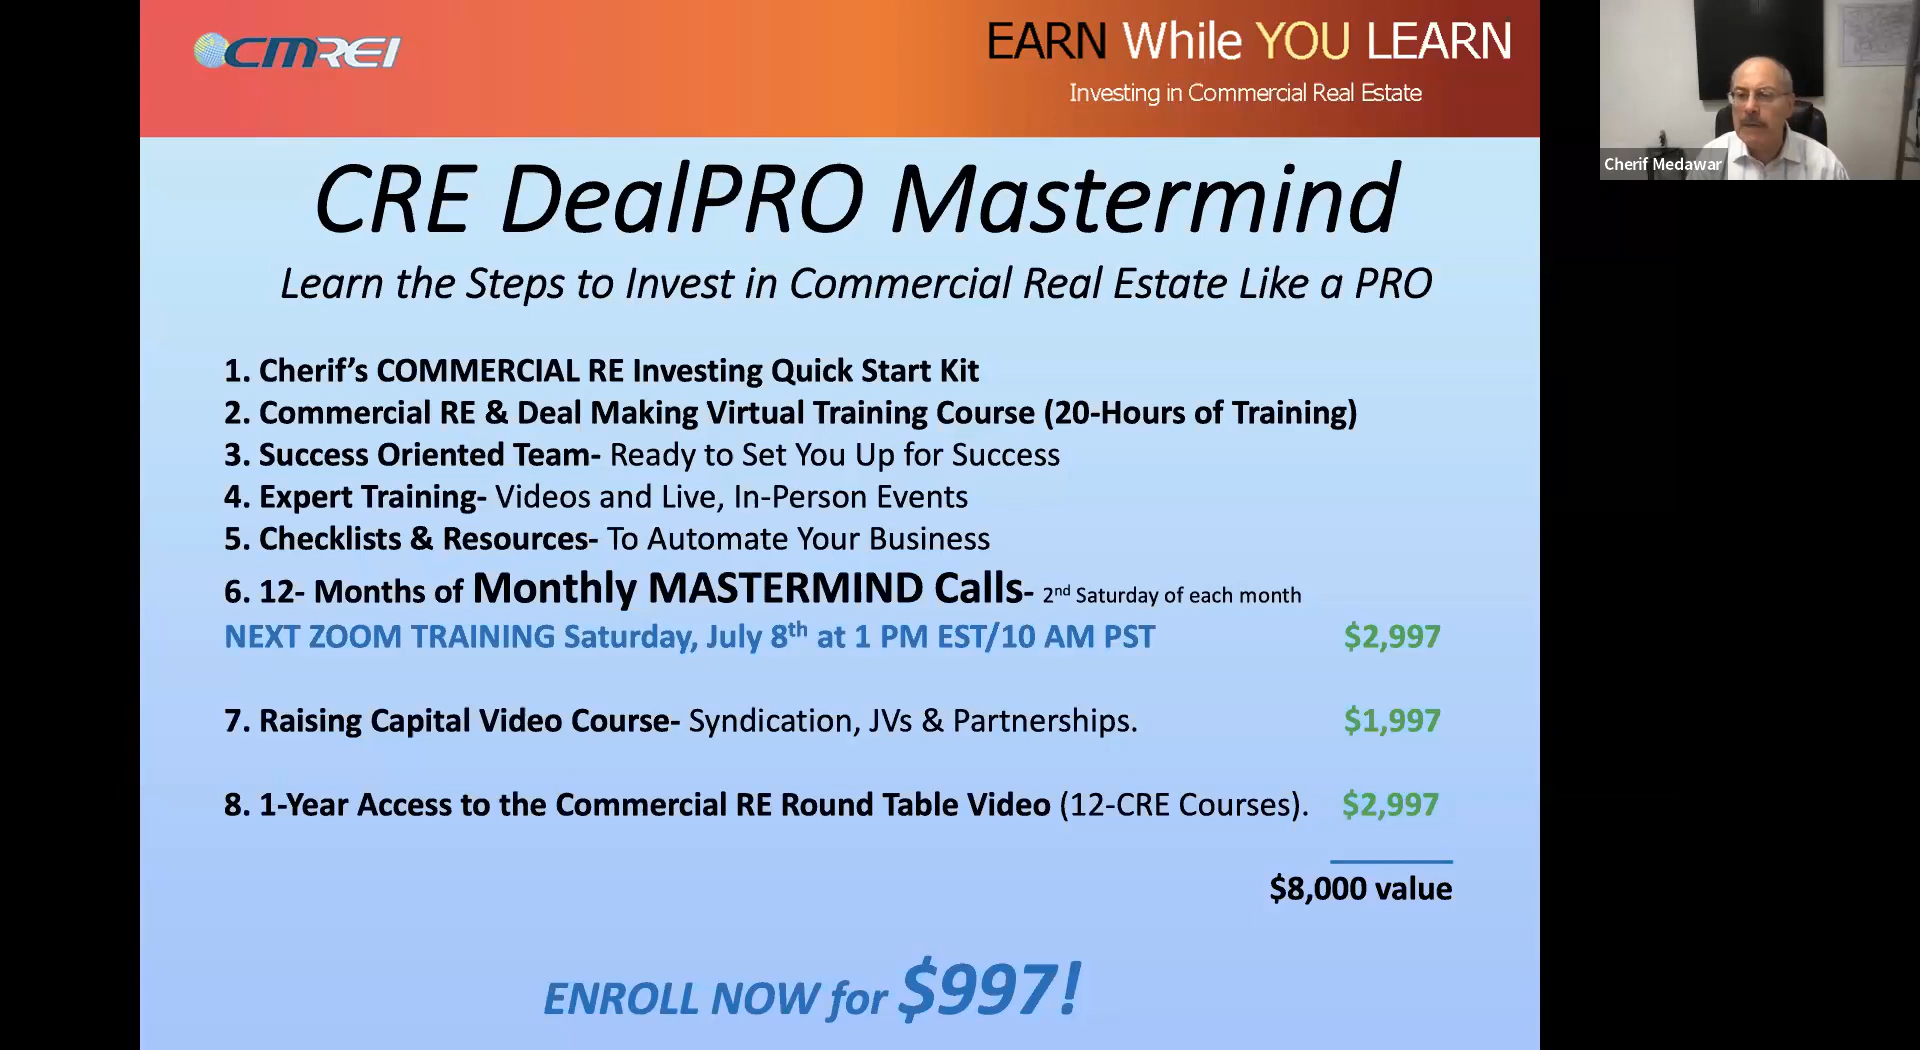 CMREI
EARN While YOU LEARN
Investing in Commercial Real Estate
Cherif Medawar
CRE DealPRO Mastermind
Learn the Steps to Invest in Commercial Real Estate Like a PRO
1. Cherif’s COMMERCIAL RE Investing Quick Start Kit
2. Commercial RE & Deal Making Virtual Training Course (20-Hours of Training)
3. Success Oriented Team- Ready to Set You Up for Success
4. Expert Training- Videos and Live, In-Person Events
5. Checklists & Resources- To Automate Your Business
6. 12- Months of Monthly MASTERMIND Calls- 2nd Saturday of each month
NEXT ZOOM TRAINING Saturday, July 8th at 1 PM EST/10 AM PST $2,997
7. Raising Capital Video Course- Syndication, JVs & Partnerships. $1,997
8. 1-Year Access to the Commercial RE Round Table Video (12-CRE Courses). $2,997
$8,000 value
ENROLL NOW for $997!